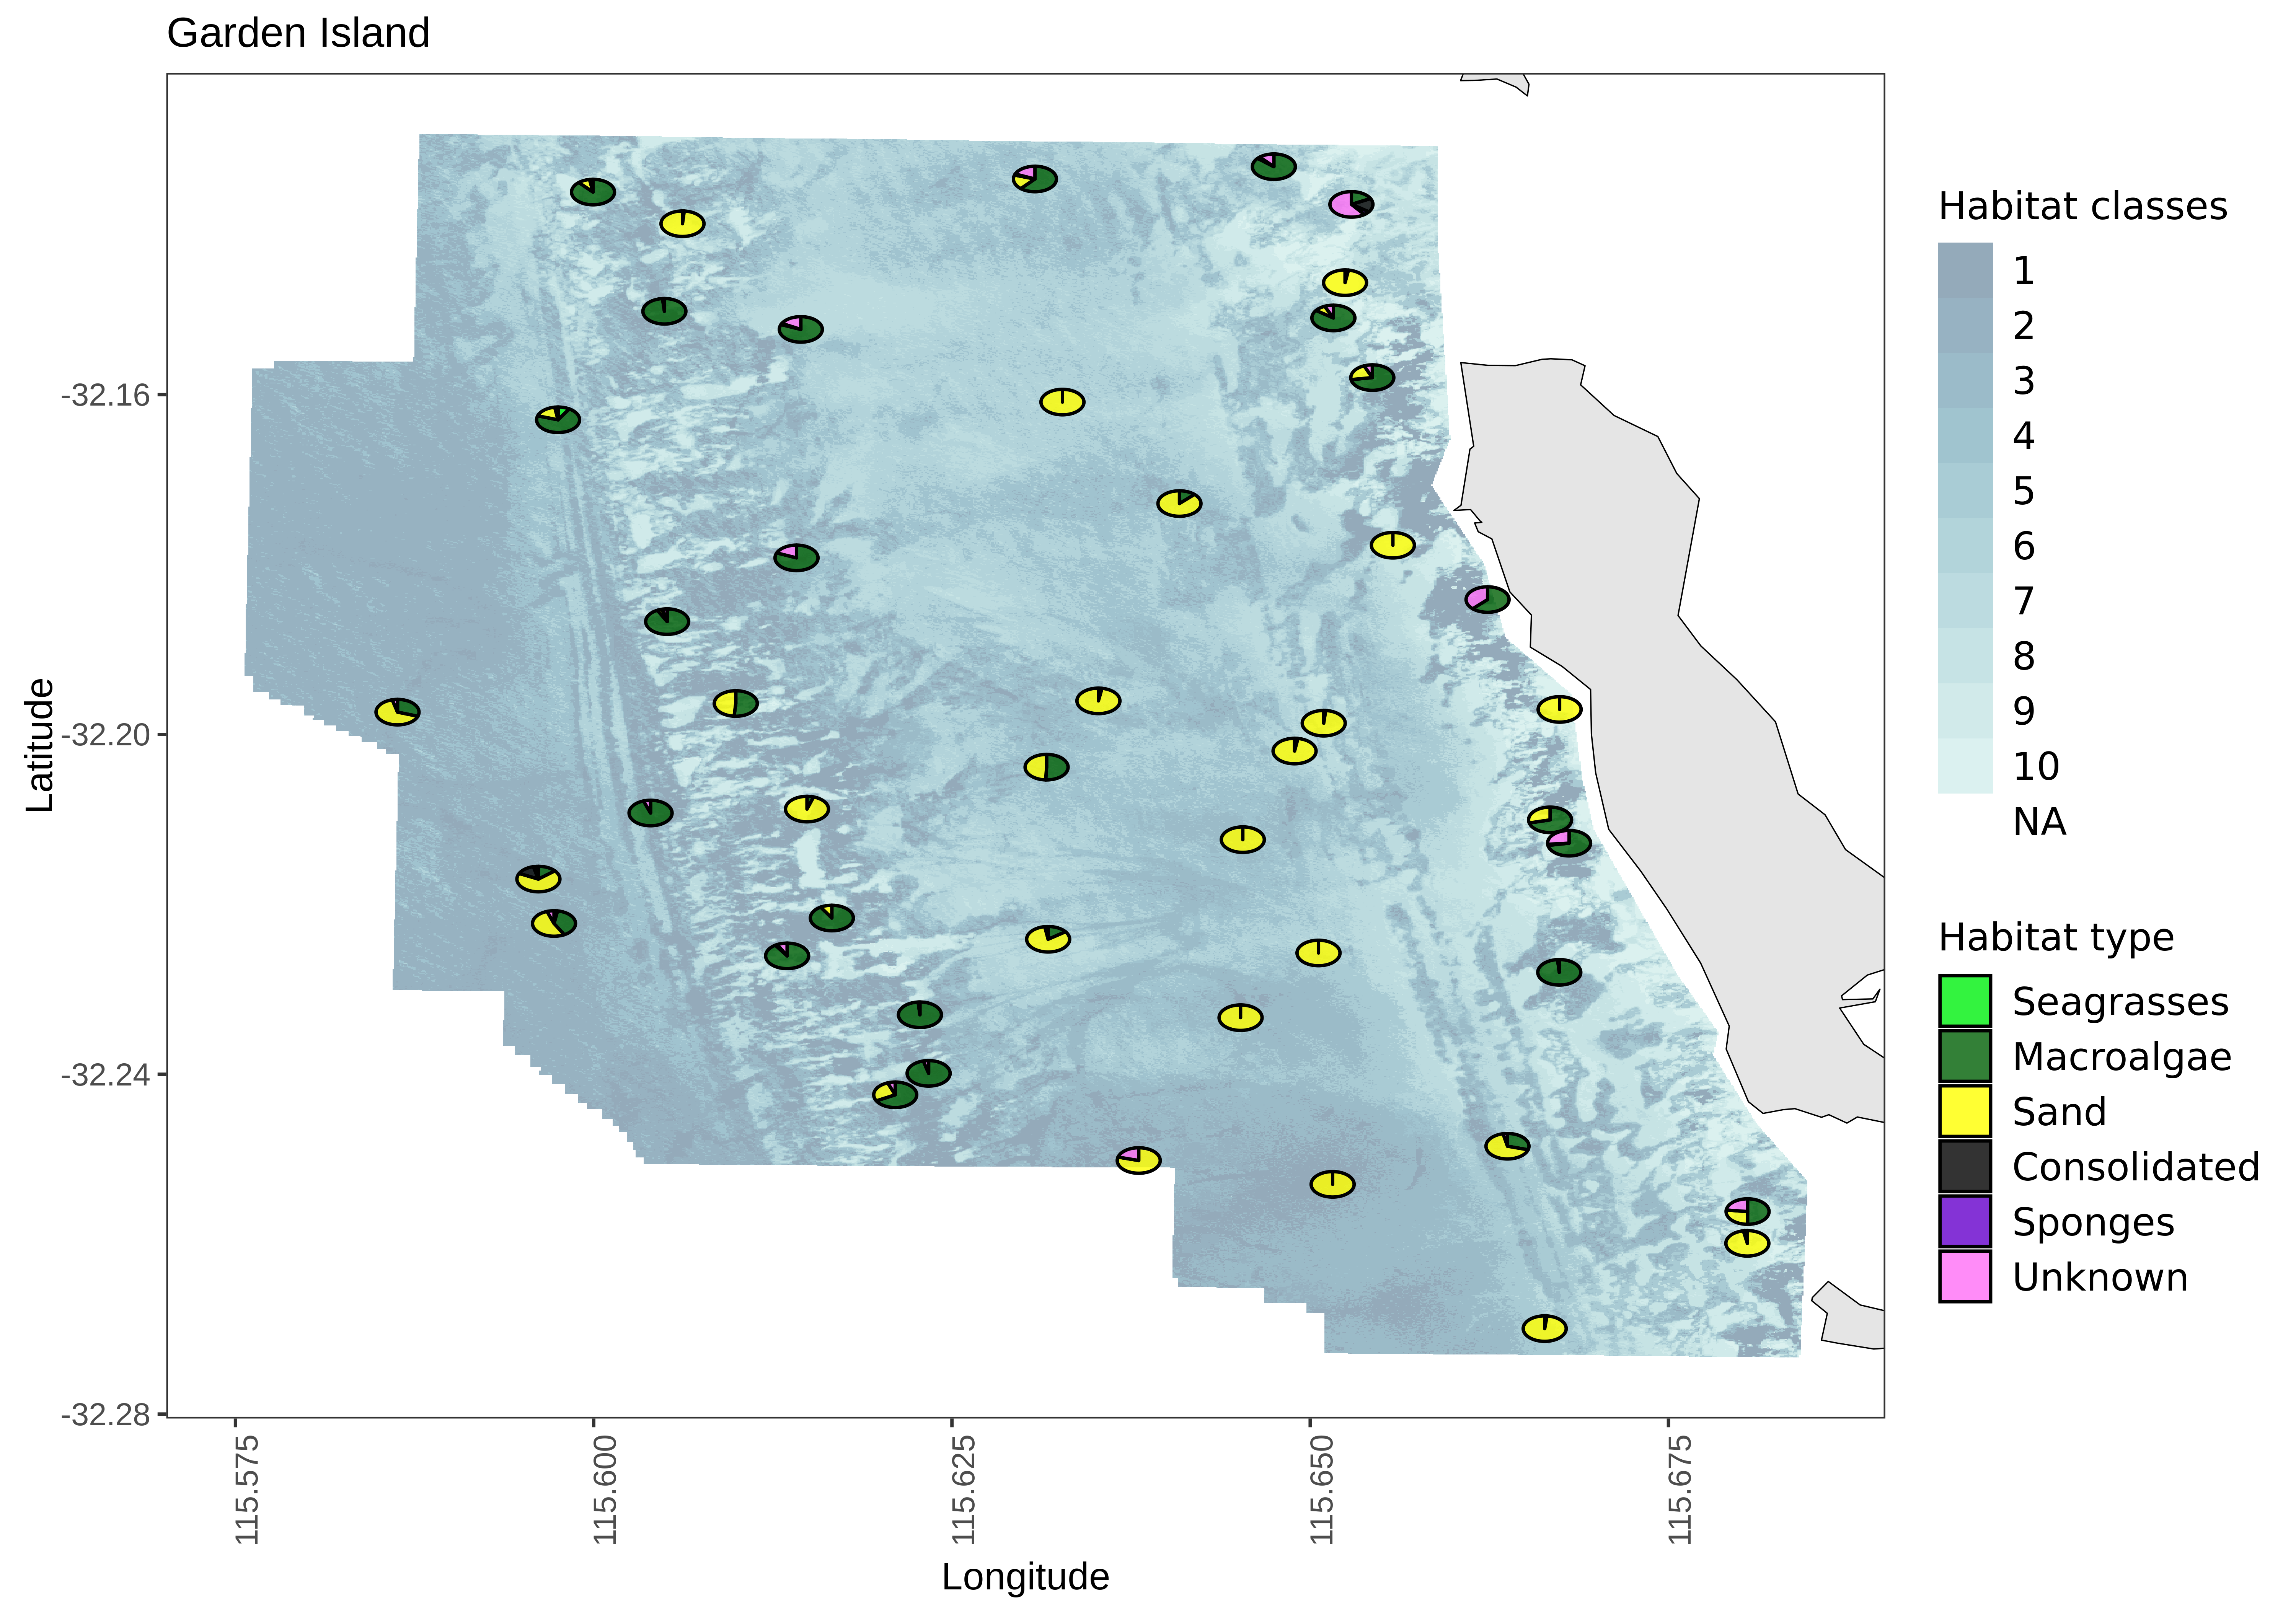 Garden Island
Latitude
-32.16
-32.20
-32.24
-32.28
115.575
115.600
115.625
115.650
115.675
Longitude
Habitat classes
1
2
3
4
5
6
7
8
9
10
NA
Habitat type
Seagrasses
Macroalgae
Sand
Consolidated
Sponges
Unknown